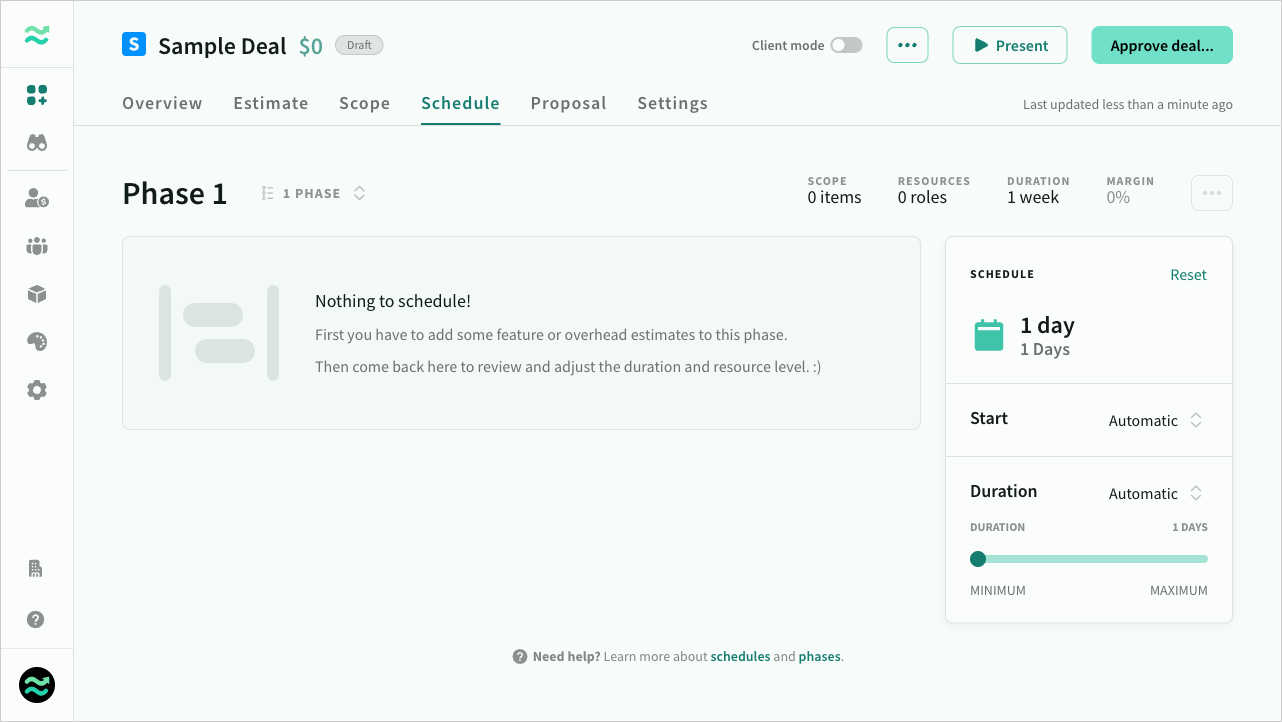 S Sample Deal $0 Draft
Client mode ••• Present Approve deal...
Overview Estimate Scope Schedule Proposal Settings
Last updated less than a minute ago
Phase 1 1 PHASE
SCOPE RESOURCES DURATION MARGIN
0 items 0 roles 1 week 0%
Nothing to schedule!
First you have to add some feature or overhead estimates to this phase.
Then come back here to review and adjust the duration and resource level. :)
SCHEDULE Reset
1 day
1 Days
Start Automatic
Duration Automatic
DURATION 1 DAYS
MINIMUM MAXIMUM
? Need help? Learn more about schedules and phases.